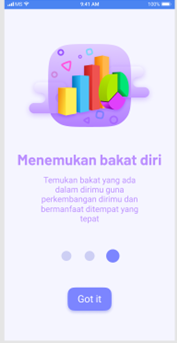 9:41 AM
100%
Menemukan bakat diri
Temukan bakat yang ada
dalam dirimu guna
perkembangan dirimu dan
bermanfaat ditempat yang
tepat
Got it